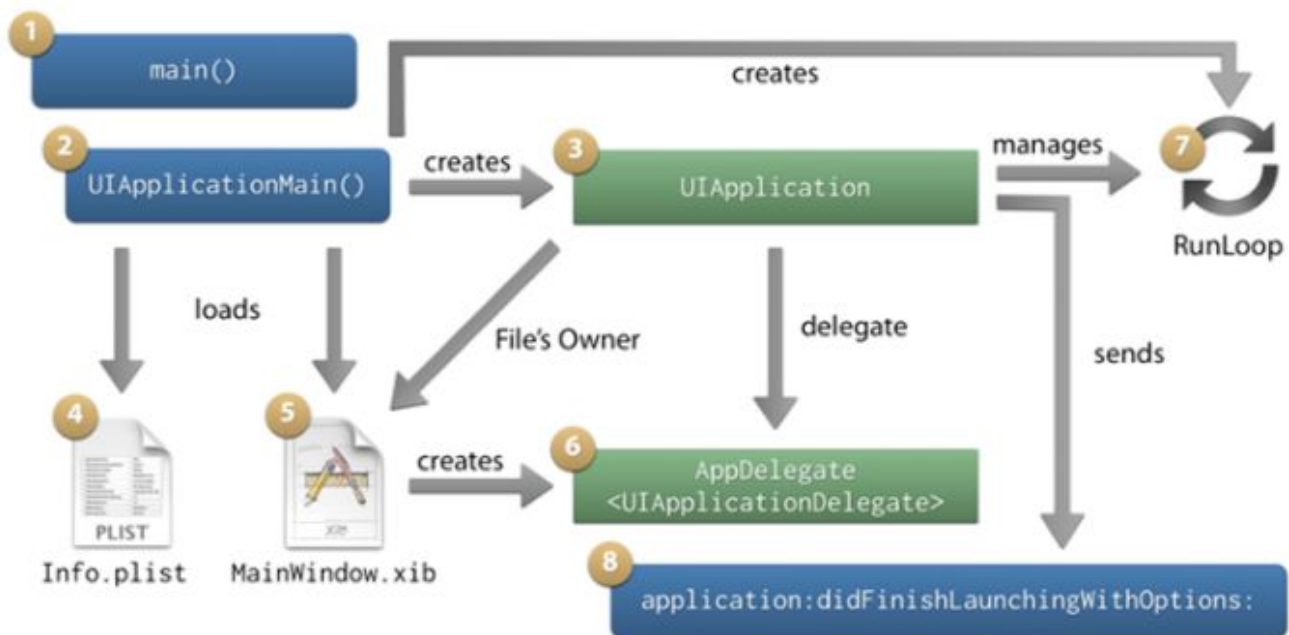 1
main()
creates
2
UIApplicationMain()
creates
3
UIApplication
manages
7
RunLoop
loads
File's Owner
delegate
sends
4
PLIST
Info.plist
5
XIB
MainWindow.xib
creates
6
AppDelegate
<UIApplicationDelegate>
8
application:didFinishLaunchingWithOptions: